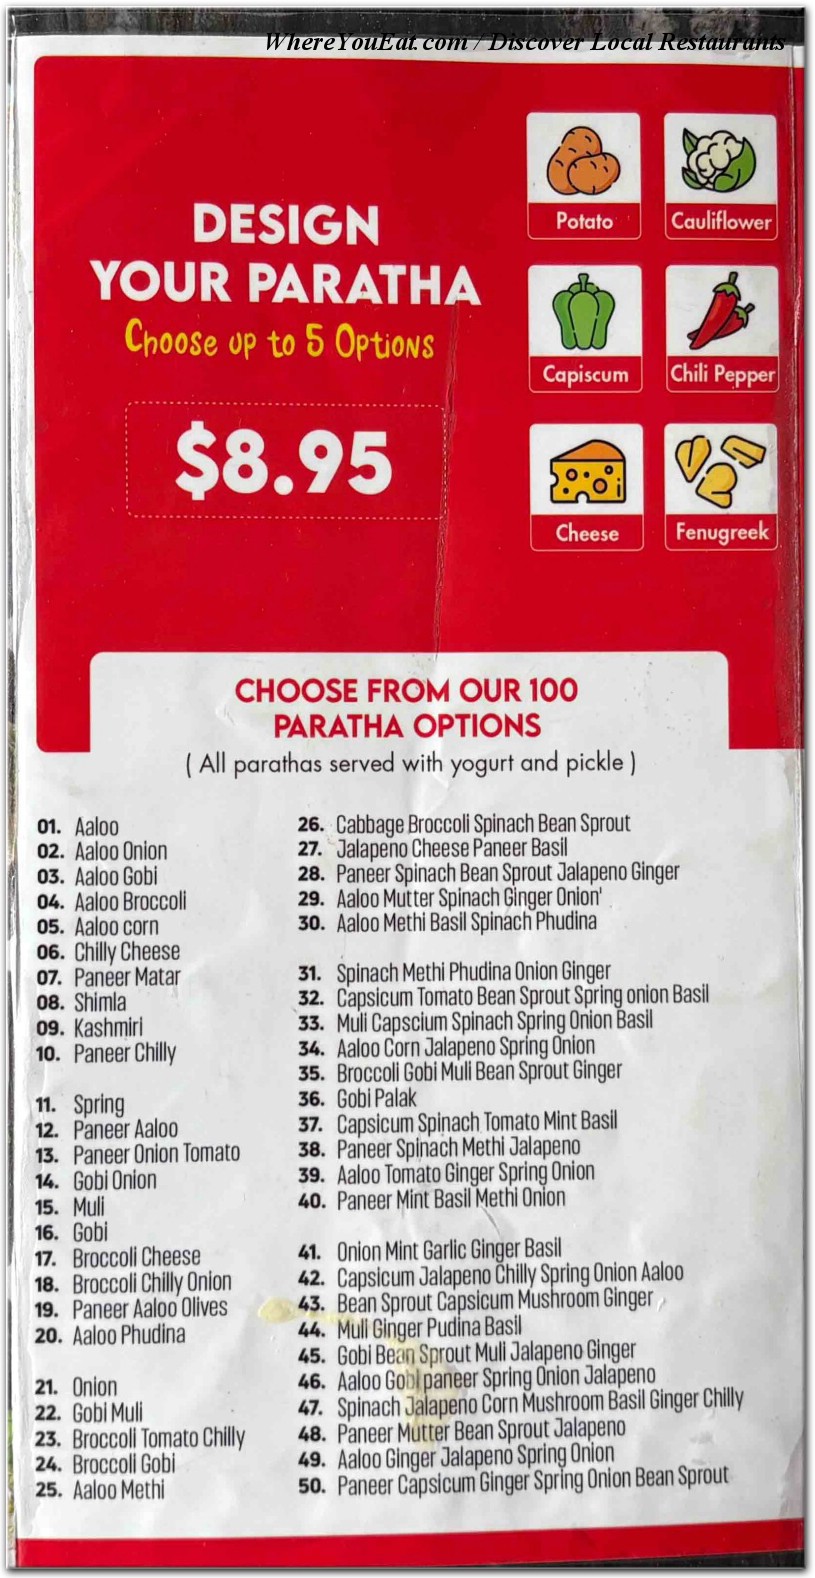 WhereYouEat.com / Discover Local Restaurants
DESIGN
YOUR PARATHA
Choose up to 5 Options
$8.95
Potato
Cauliflower
Capiscum
Chili Pepper
Cheese
Fenugreek
CHOOSE FROM OUR 100
PARATHA OPTIONS
( All parathas served with yogurt and pickle )
01. Aaloo
02. Aaloo Onion
03. Aaloo Gobi
04. Aaloo Broccoli
05. Aaloo corn
06. Chilly Cheese
07. Paneer Matar
08. Shimla
09. Kashmiri
10. Paneer Chilly
11. Spring
12. Paneer Aaloo
13. Paneer Onion Tomato
14. Gobi Onion
15. Muli
16. Gobi
17. Broccoli Cheese
18. Broccoli Chilly Onion
19. Paneer Aaloo Olives
20. Aaloo Phudina
21. Onion
22. Gobi Muli
23. Broccoli Tomato Chilly
24. Broccoli Gobi
25. Aaloo Methi
26. Cabbage Broccoli Spinach Bean Sprout
27. Jalapeno Cheese Paneer Basil
28. Paneer Spinach Bean Sprout Jalapeno Ginger
29. Aaloo Mutter Spinach Ginger Onion'
30. Aaloo Methi Basil Spinach Phudina
31. Spinach Methi Phudina Onion Ginger
32. Capsicum Tomato Bean Sprout Spring onion Basil
33. Muli Capscium Spinach Spring Onion Basil
34. Aaloo Corn Jalapeno Spring Onion
35. Broccoli Gobi Muli Bean Sprout Ginger
36. Gobi Palak
37. Capsicum Spinach Tomato Mint Basil
38. Paneer Spinach Methi Jalapeno
39. Aaloo Tomato Ginger Spring Onion
40. Paneer Mint Basil Methi Onion
41. Onion Mint Garlic Ginger Basil
42. Capsicum Jalapeno Chilly Spring Onion Aaloo
43. Bean Sprout Capsicum Mushroom Ginger
44. Muli Ginger Pudina Basil
45. Gobi Bean Sprout Muli Jalapeno Ginger
46. Aaloo Gobi paneer Spring Onion Jalapeno
47. Spinach Jalapeno Corn Mushroom Basil Ginger Chilly
48. Paneer Mutter Bean Sprout Jalapeno
49. Aaloo Ginger Jalapeno Spring Onion
50. Paneer Capsicum Ginger Spring Onion Bean Sprout